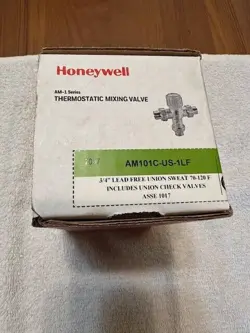 Honeywell
AM-1 Series
THERMOSTATIC MIXING VALVE
AM101C-US-1LF
3/4" LEAD FREE UNION SWEAT 70-120 F
INCLUDES UNION CHECK VALVES
ASSE 1017